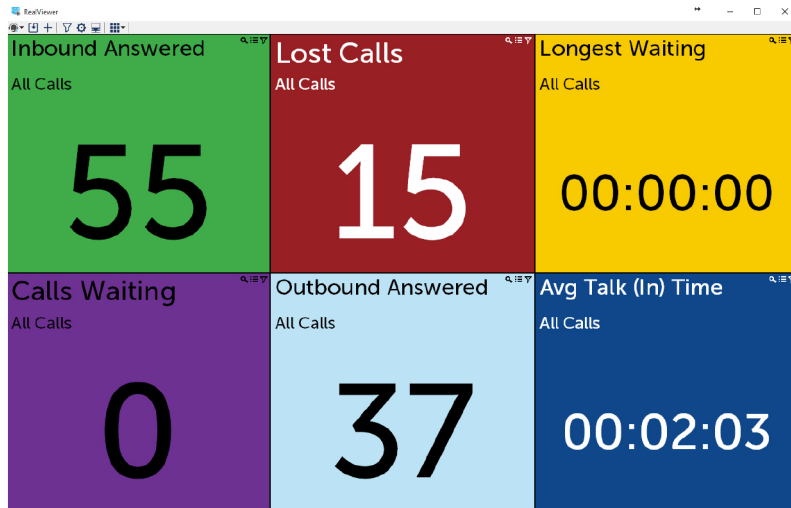 RealViewer
Inbound Answered
All Calls
55
Lost Calls
All Calls
15
Longest Waiting
All Calls
00:00:00
Calls Waiting
All Calls
0
Outbound Answered
All Calls
37
Avg Talk (In) Time
All Calls
00:02:03